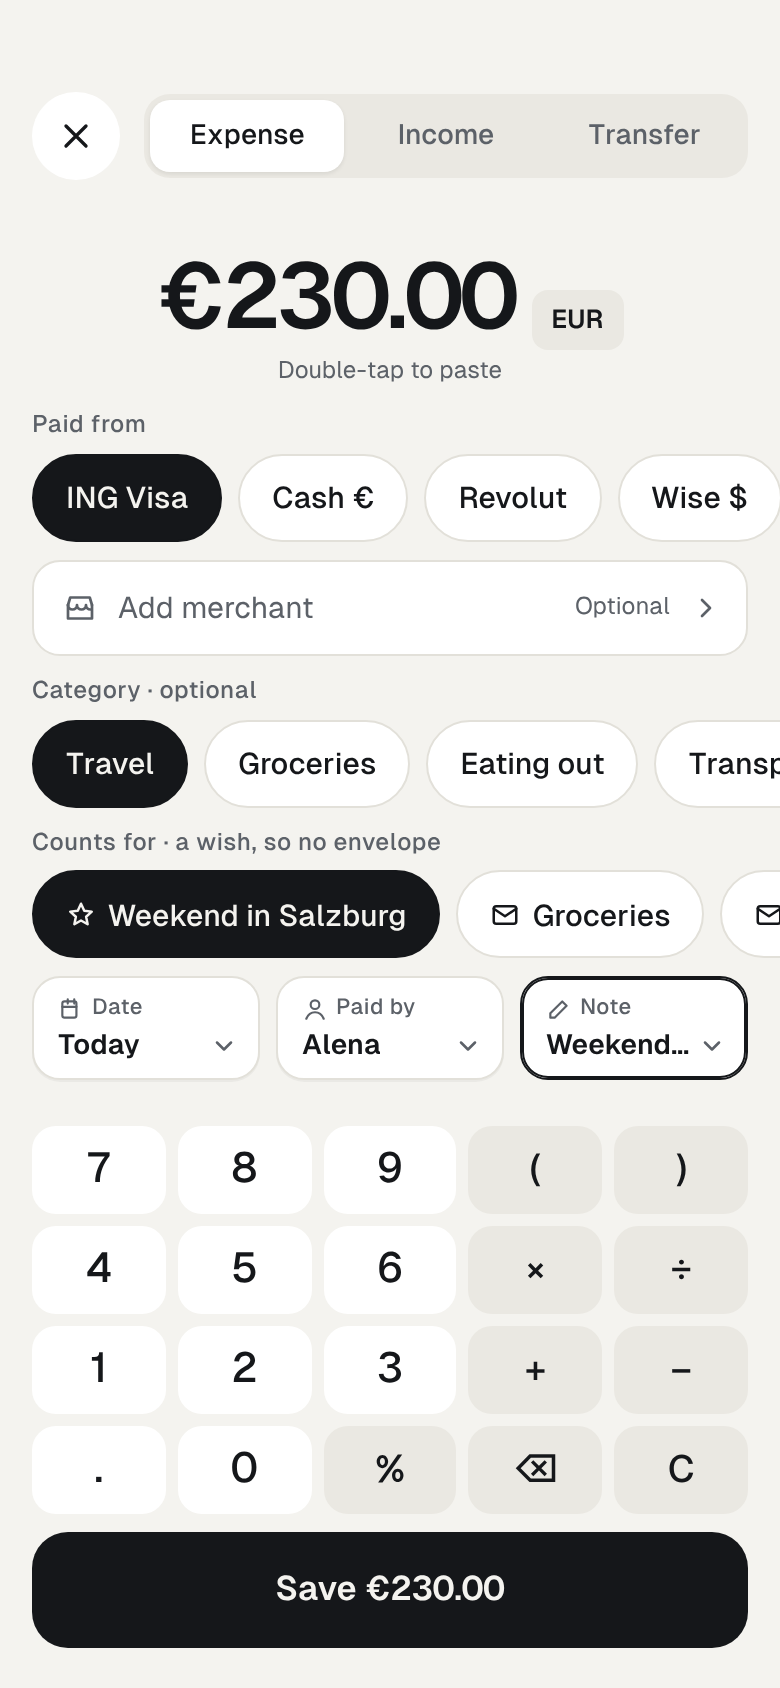 Expense Income Transfer
€230.00 EUR
Double-tap to paste
Paid from
ING Visa Cash € Revolut Wise $
Add merchant Optional
Category · optional
Travel Groceries Eating out Transp
Counts for · a wish, so no envelope
Weekend in Salzburg Groceries
Date Paid by Note
Today Alena Weekend...
7 8 9 ( )
4 5 6 × ÷
1 2 3 + −
. 0 % C
Save €230.00